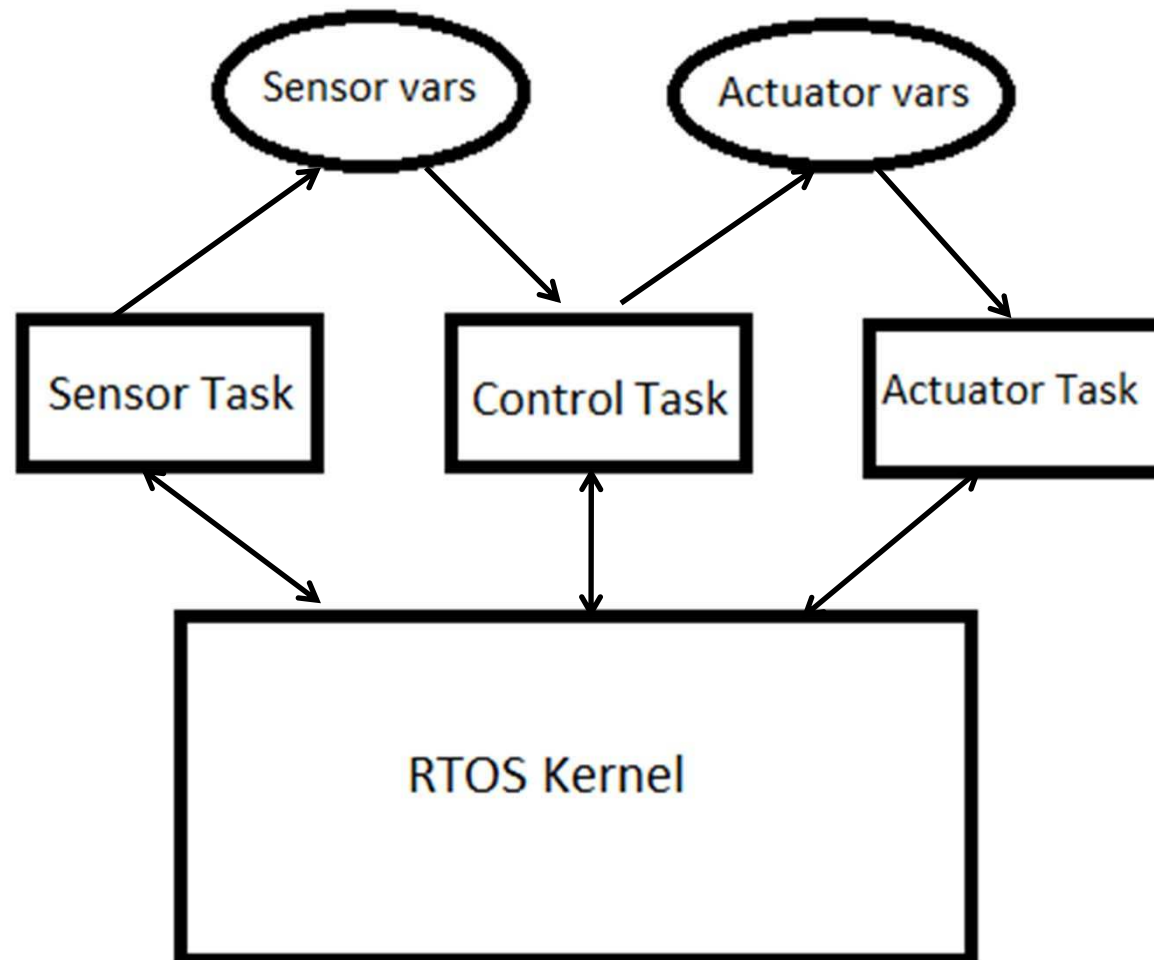 Sensor vars
Actuator vars
Sensor Task
Control Task
Actuator Task
RTOS Kernel